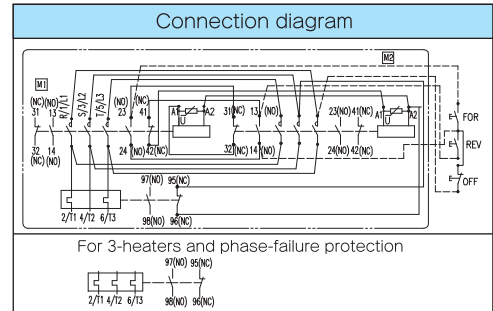 Connection diagram
M1
M2
(NC) (NO) R/1/L1 S/3/L2 T/5/L3 (NO) (NC)
31 13 23 41
A1 U A2
31(NC) 13(NO)
23(NO) 41(NC)
A1 U A2
FOR
REV
OFF
32 14
(NC) (NO)
24(NO) 42(NC)
32(NC) 14(NO)
24(NO) 42(NC)
97(NO) 95(NC)
2/T1 4/T2 6/T3
98(NO) 96(NC)
For 3-heaters and phase-failure protection
97(NO) 95(NC)
2/T1 4/T2 6/T3
98(NO) 96(NC)